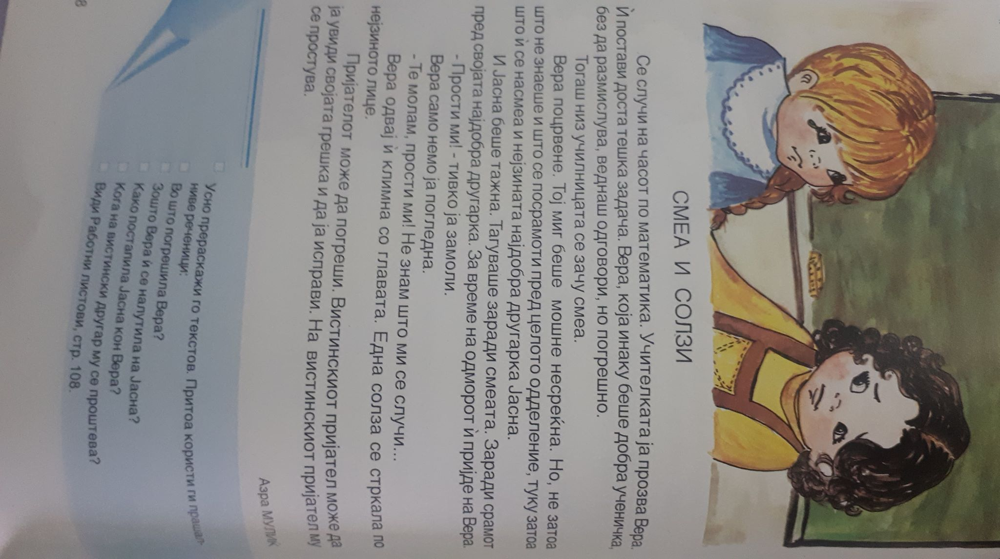 СМЕА И СОЛЗИ
Се случи на часот по математика. Учителката ја прозва Вера.
Ѝ постави доста тешка задача. Вера, која инаку беше добра ученичка,
без да размислува, веднаш одговори, но погрешно.
Тогаш низ училницата се зачу смеа.
Вера поцрвене. Тој миг беше мошне несреќна. Но, не затоа
што не знаеше и што се посрамоти пред целото одделение, туку затоа
што ѝ се насмеа и нејзината најдобра другарка Јасна.
И Јасна беше тажна. Тагуваше заради смеата. Заради срамот
пред својата најдобра другарка. За време на одморот ѝ пријде на Вера.
- Прости ми! - тивко ја замоли.
Вера само немо ја погледна.
- Те молам, прости ми! Не знам што ми се случи...
Вера одвај ѝ климна со главата. Една солза се стркала по
нејзиното лице.
Пријателот може да погреши. Вистинскиот пријател може да
ја увиди својата грешка и да ја исправи. На вистинскиот пријател му
се простува.
Азра МУЛИЌ
Усно прераскажи го текстов. Притоа користи ги прашал-
ниве реченици:
Во што погрешила Вера?
Зошто Вера ѝ се налутила на Јасна?
Како постапила Јасна кон Вера?
Кога на вистински другар му се проштева?
Види Работни листови, стр. 108.
8